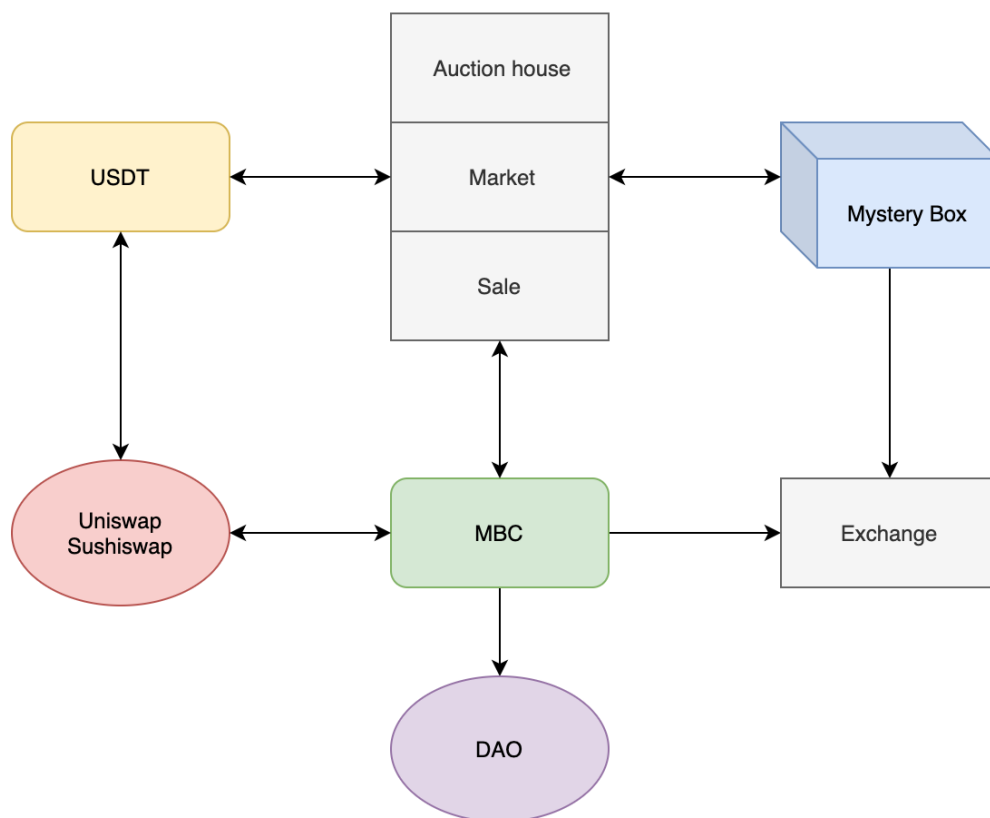 Auction house
USDT
Market
Mystery Box
Sale
Uniswap
Sushiswap
MBC
Exchange
DAO